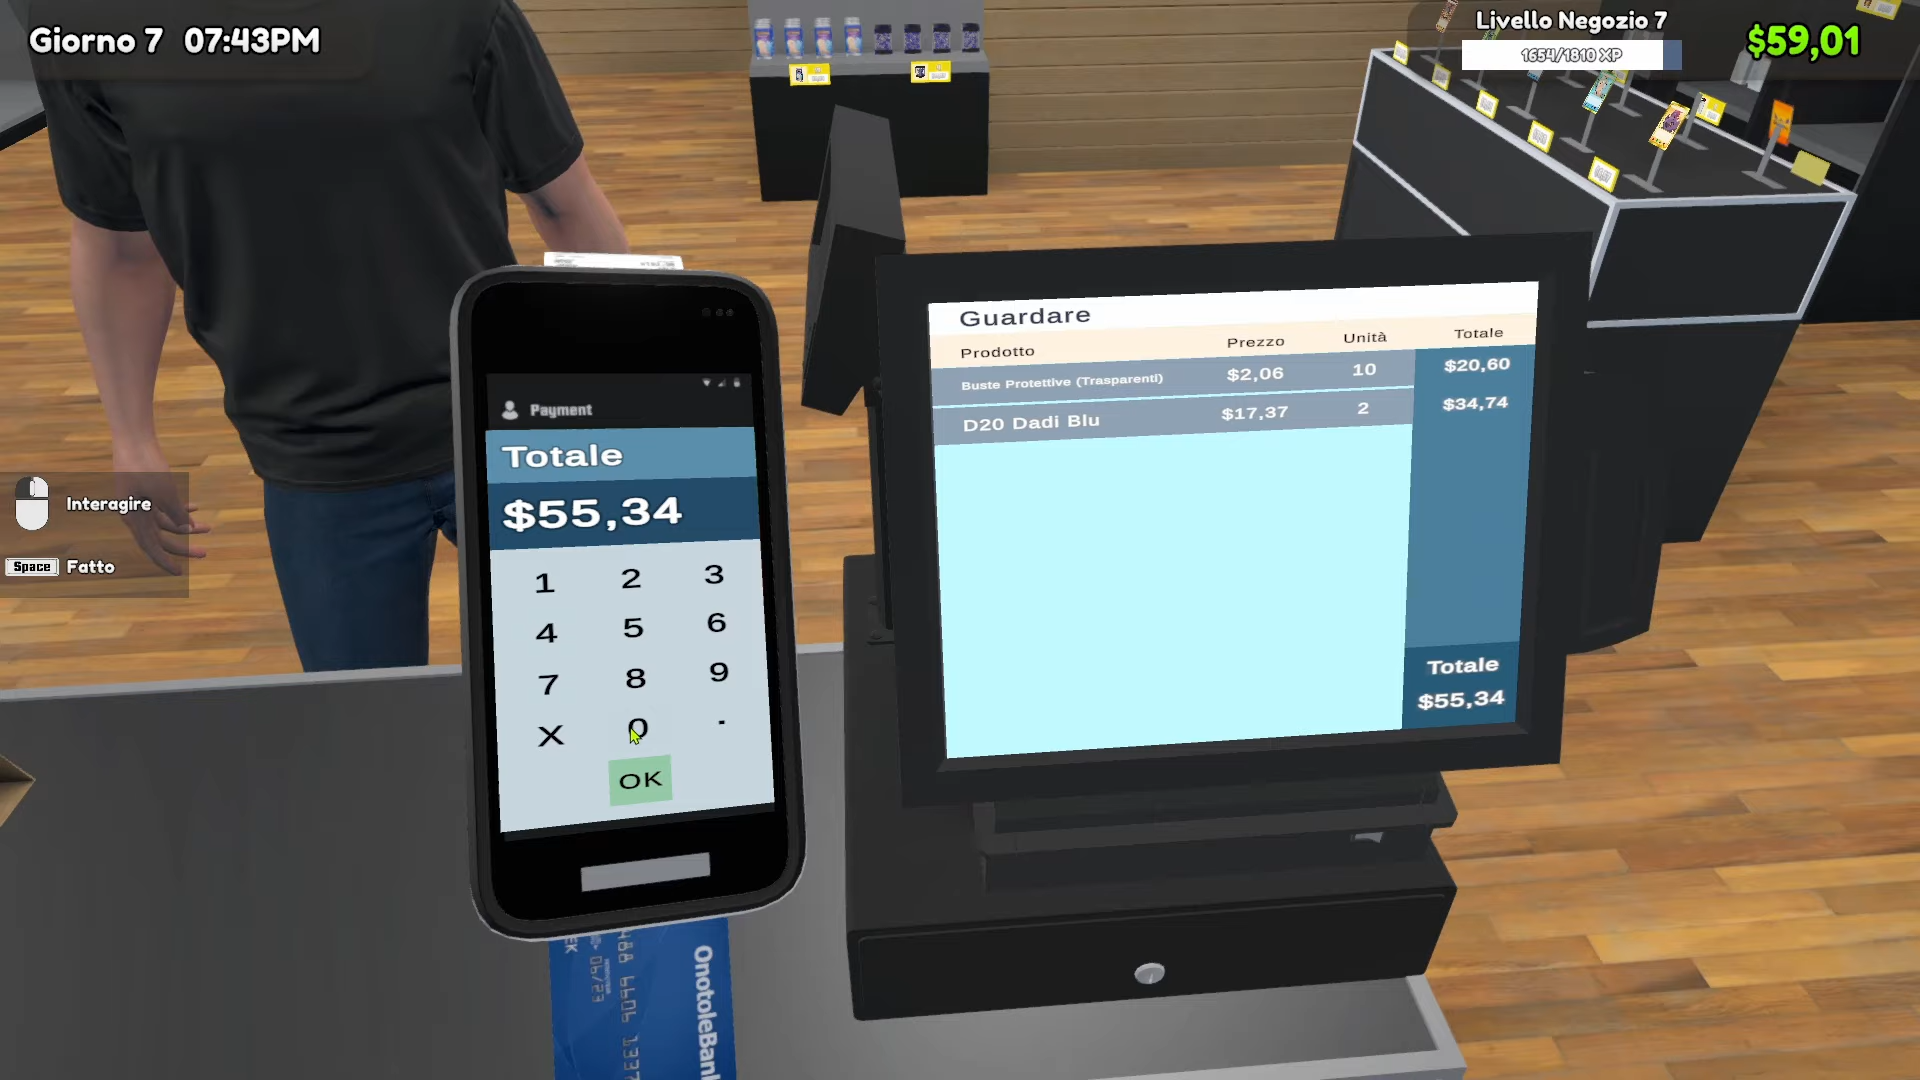 Giorno 7 07:43PM
Livello Negozio 7
1654/1810 XP
$59,01
Interagire
Space Fatto
Payment
Totale
$55,34
1 2 3
4 5 6
7 8 9
X 0 .
OK
Guardare
Prodotto Prezzo Unità Totale
Buste Protettive (Trasparenti) $2,06 10 $20,60
D20 Dadi Blu $17,37 2 $34,74
Totale
$55,34
OnotoleBank
06/23